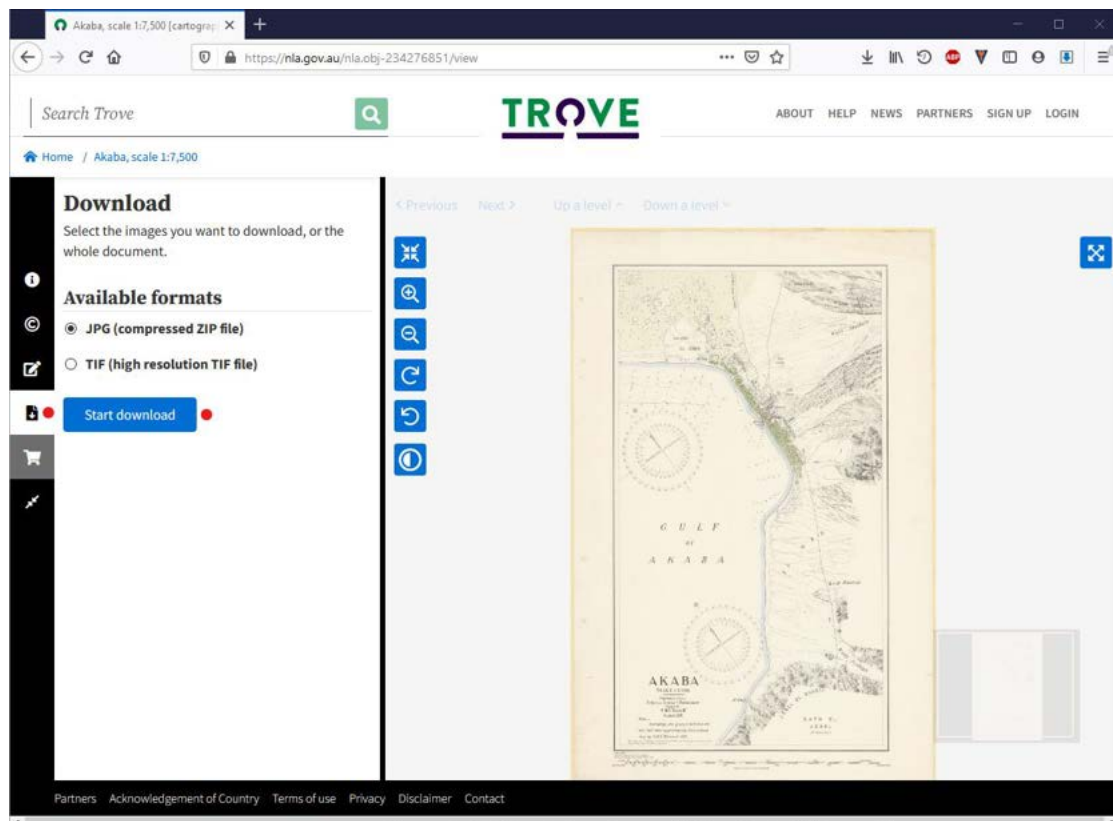 Akaba, scale 1:7,500 [cartograp
https://nla.gov.au/nla.obj-234276851/view
ABP
Search Trove
TROVE
ABOUT HELP NEWS PARTNERS SIGN UP LOGIN
Home / Akaba, scale 1:7,500
Download
Select the images you want to download, or the
whole document.
Available formats
JPG (compressed ZIP file)
TIF (high resolution TIF file)
Start download
Previous Next Up a level Down a level
GULF
OF
AKABA
AKABA
Partners Acknowledgement of Country Terms of use Privacy Disclaimer Contact